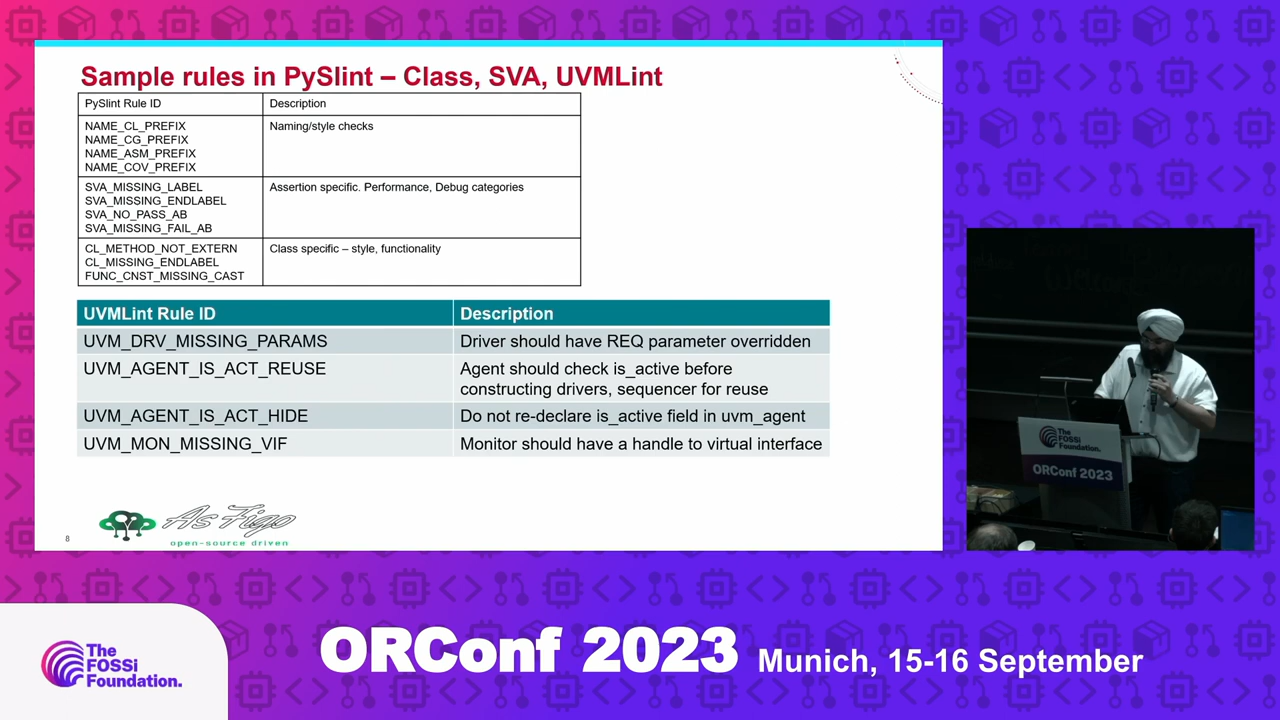 Sample rules in PySlint – Class, SVA, UVMLint
PySlint Rule ID
Description
NAME_CL_PREFIX
NAME_CG_PREFIX
NAME_ASM_PREFIX
NAME_COV_PREFIX
Naming/style checks
SVA_MISSING_LABEL
SVA_MISSING_ENDLABEL
SVA_NO_PASS_AB
SVA_MISSING_FAIL_AB
Assertion specific. Performance, Debug categories
CL_METHOD_NOT_EXTERN
CL_MISSING_ENDLABEL
FUNC_CNST_MISSING_CAST
Class specific – style, functionality
UVMLint Rule ID
Description
UVM_DRV_MISSING_PARAMS
Driver should have REQ parameter overridden
UVM_AGENT_IS_ACT_REUSE
Agent should check is_active before
constructing drivers, sequencer for reuse
UVM_AGENT_IS_ACT_HIDE
Do not re-declare is_active field in uvm_agent
UVM_MON_MISSING_VIF
Monitor should have a handle to virtual interface
8
As Figo
open-source driven
The
FOSSi
Foundation.
ORConf 2023
The
FOSSi
Foundation.
ORConf 2023
Munich, 15-16 September